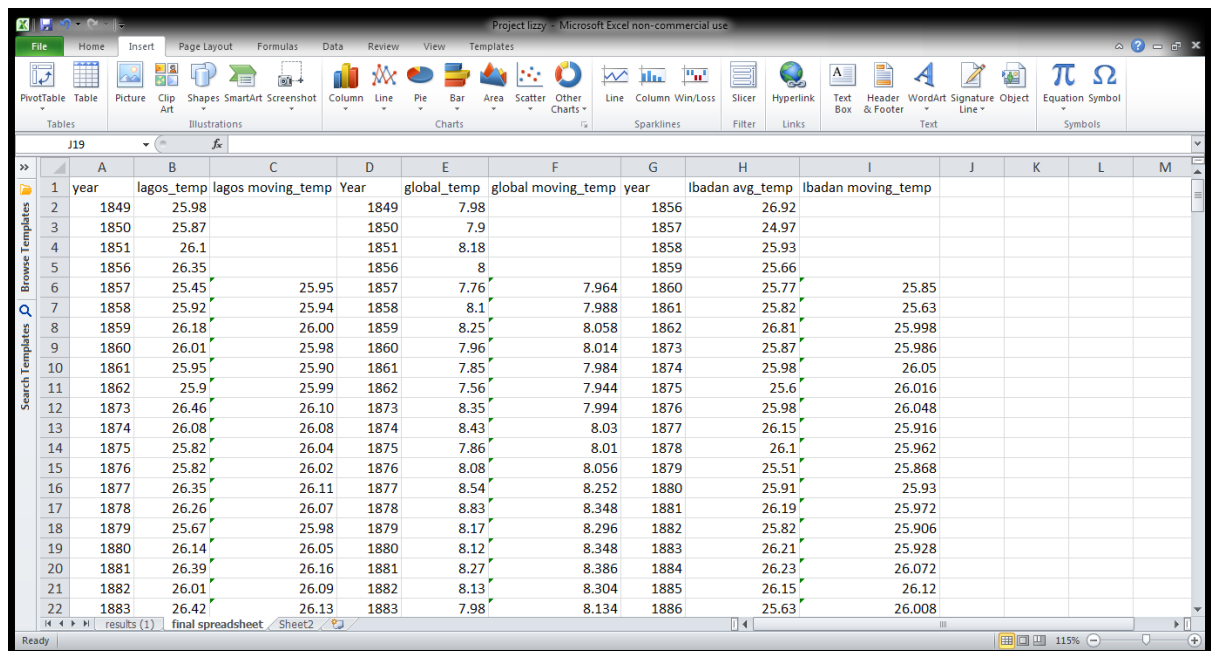 Project lizzy - Microsoft Excel non-commercial use
File Home Insert Page Layout Formulas Data Review View Templates
PivotTable Table Picture Clip Art Shapes SmartArt Screenshot Column Line Pie Bar Area Scatter Other Charts Line Column Win/Loss Slicer Hyperlink Text Box Header & Footer WordArt Signature Line Object Equation Symbol
Tables Illustrations Charts Sparklines Filter Links Text Symbols
J19 fx
A B C D E F G H I J K L M
1 year lagos_temp lagos moving_temp Year global_temp global moving_temp year Ibadan avg_temp Ibadan moving_temp
2 1849 25.98 1849 7.98 1856 26.92
3 1850 25.87 1850 7.9 1857 24.97
4 1851 26.1 1851 8.18 1858 25.93
5 1856 26.35 1856 8 1859 25.66
6 1857 25.45 25.95 1857 7.76 7.964 1860 25.77 25.85
7 1858 25.92 25.94 1858 8.1 7.988 1861 25.82 25.63
8 1859 26.18 26.00 1859 8.25 8.058 1862 26.81 25.998
9 1860 26.01 25.98 1860 7.96 8.014 1873 25.87 25.986
10 1861 25.95 25.90 1861 7.85 7.984 1874 25.98 26.05
11 1862 25.9 25.99 1862 7.56 7.944 1875 25.6 26.016
12 1873 26.46 26.10 1873 8.35 7.994 1876 25.98 26.048
13 1874 26.08 26.08 1874 8.43 8.03 1877 26.15 25.916
14 1875 25.82 26.04 1875 7.86 8.01 1878 26.1 25.962
15 1876 25.82 26.02 1876 8.08 8.056 1879 25.51 25.868
16 1877 26.35 26.11 1877 8.54 8.252 1880 25.91 25.93
17 1878 26.26 26.07 1878 8.83 8.348 1881 26.19 25.972
18 1879 25.67 25.98 1879 8.17 8.296 1882 25.82 25.906
19 1880 26.14 26.05 1880 8.12 8.348 1883 26.21 25.928
20 1881 26.39 26.16 1881 8.27 8.386 1884 26.23 26.072
21 1882 26.01 26.09 1882 8.13 8.304 1885 26.15 26.12
22 1883 26.42 26.13 1883 7.98 8.134 1886 25.63 26.008
Browse Templates
Search Templates
results (1) final spreadsheet Sheet2
Ready 115%